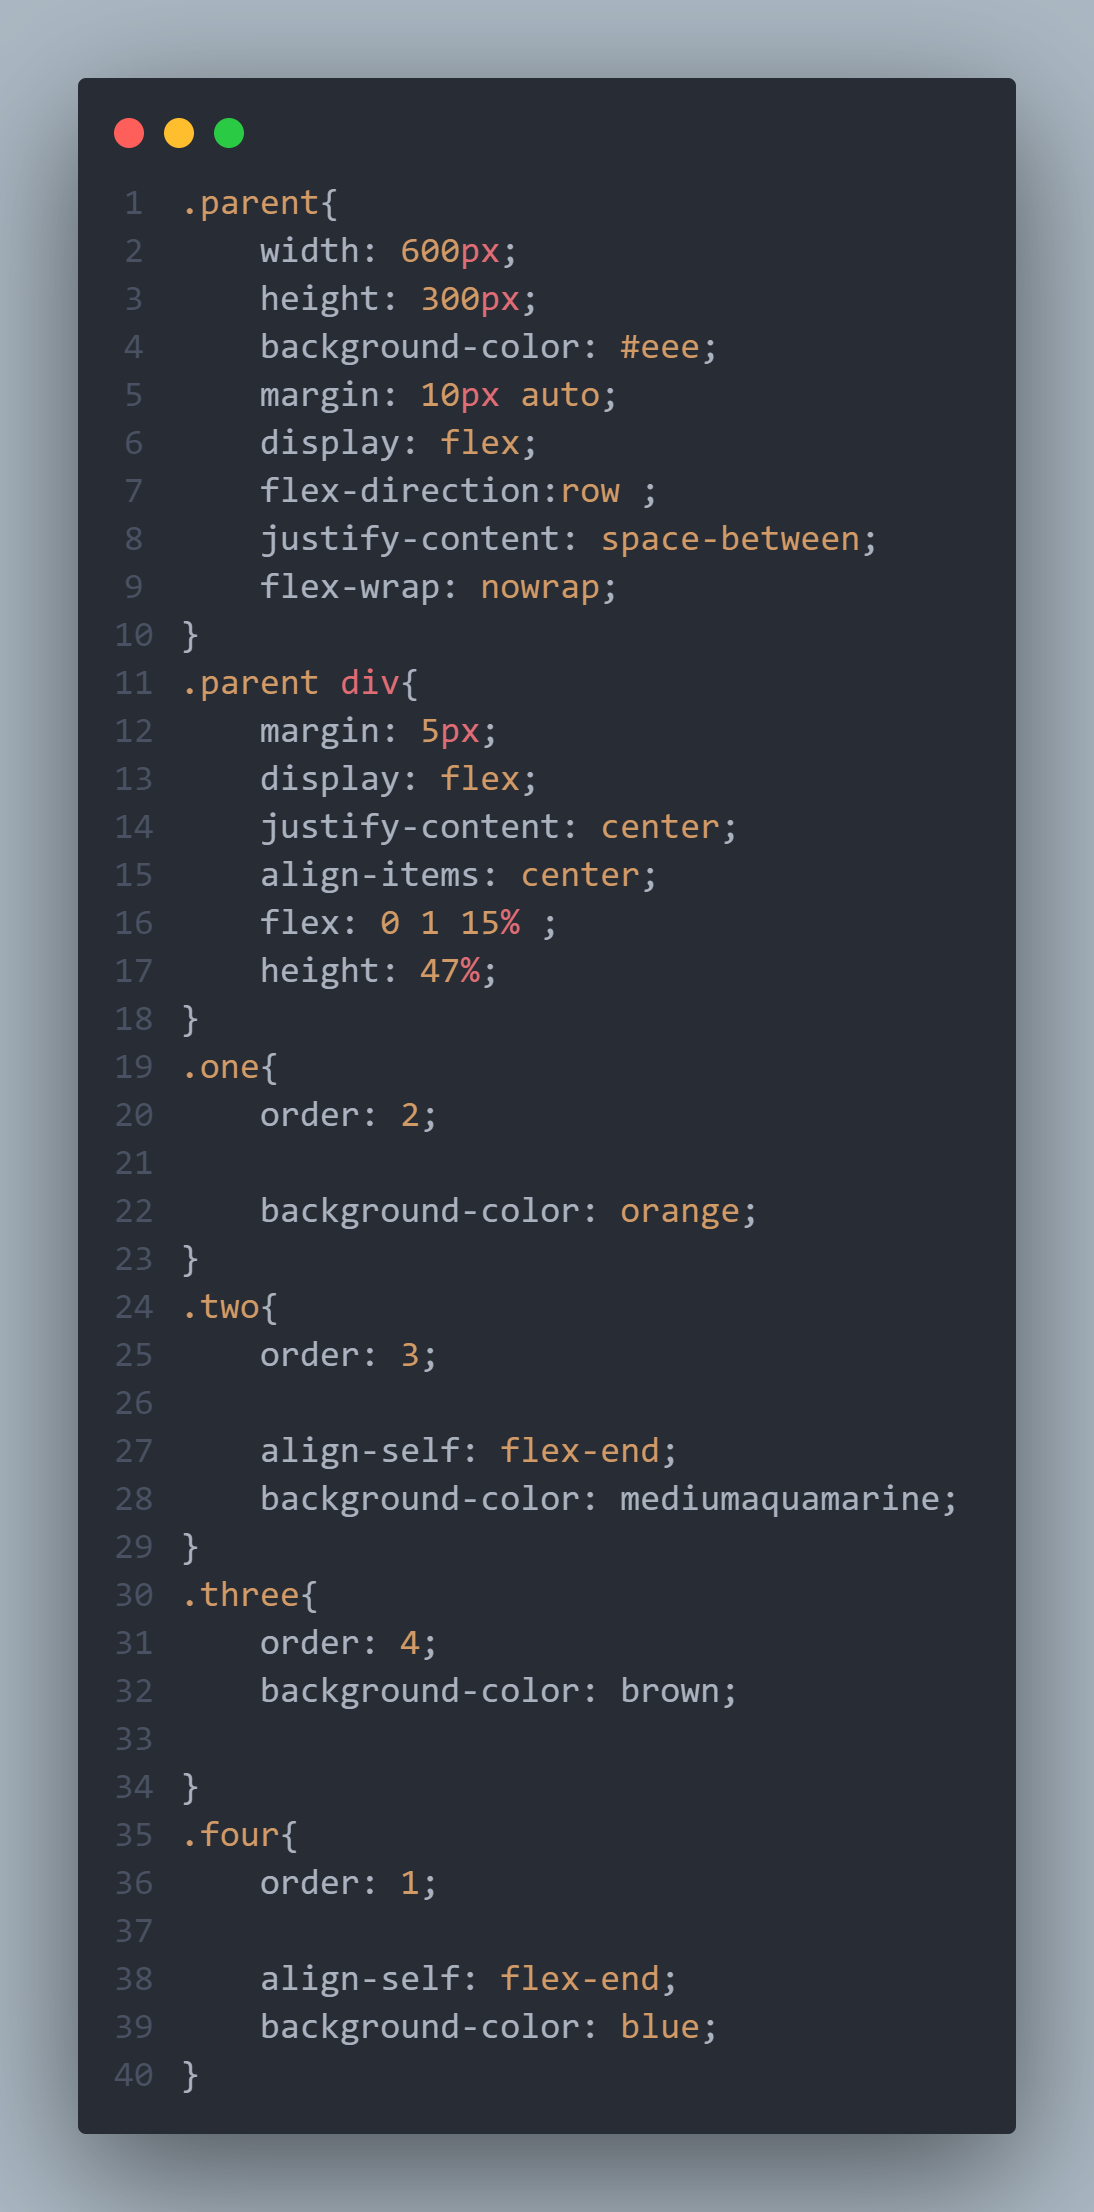 1 .parent{
2     width: 600px;
3     height: 300px;
4     background-color: #eee;
5     margin: 10px auto;
6     display: flex;
7     flex-direction:row ;
8     justify-content: space-between;
9     flex-wrap: nowrap;
10 }
11 .parent div{
12     margin: 5px;
13     display: flex;
14     justify-content: center;
15     align-items: center;
16     flex: 0 1 15% ;
17     height: 47%;
18 }
19 .one{
20     order: 2;
21
22     background-color: orange;
23 }
24 .two{
25     order: 3;
26
27     align-self: flex-end;
28     background-color: mediumaquamarine;
29 }
30 .three{
31     order: 4;
32     background-color: brown;
33
34 }
35 .four{
36     order: 1;
37
38     align-self: flex-end;
39     background-color: blue;
40 }